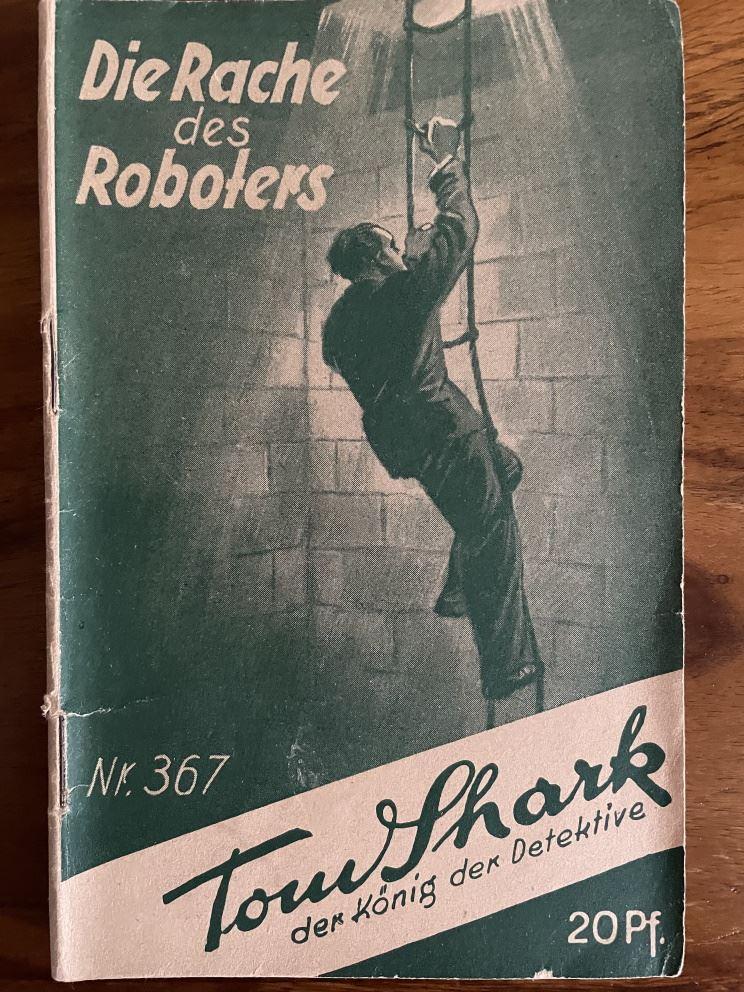 Die Rache
des
Roboters
Nr. 367
Tom Shark
der König der Detektive
20 Pf.